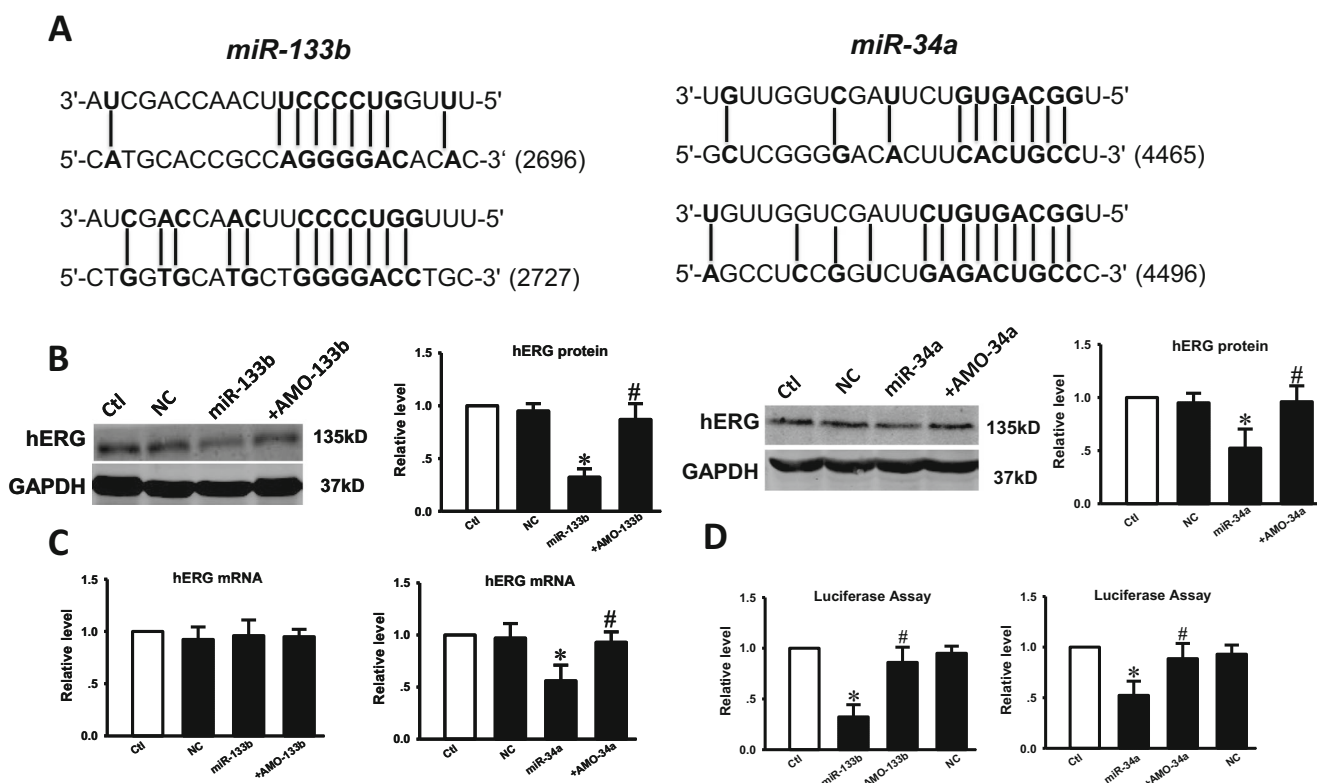 A
miR-133b
3'-AUCGACCAACUUCCCCUGGUUU-5'
5'-CATGCACCGCCAGGGGGACACAC-3‘ (2696)
3'-AUCGACCAACUUCCCCUGGUUU-5'
5'-CTGGTGCATGCTGGGGACCTGC-3' (2727)
miR-34a
3'-UGUUGGUCGAUUCUGUGACGGU-5'
5'-GCUCGGGGACACUUCACUGCCU-3' (4465)
3'-UGUUGGUCGAUUCUGUGACGGU-5'
5'-AGCCUCCGGUCUGAGACUGCCC-3' (4496)
B
Ctl NC miR-133b +AMO-133b
hERG 135kD
GAPDH 37kD
hERG protein
Relative level
1.5
1.0
.5
0.0
* #
Ctl NC miR-133b +AMO-133b
Ctl NC miR-34a +AMO-34a
hERG 135kD
GAPDH 37kD
hERG protein
Relative level
1.5
1.0
.5
0.0
* #
Ctl NC miR-34a +AMO-34a
C
hERG mRNA
Relative level
1.5
1.0
.5
0.0
Ctl NC miR-133b +AMO-133b
hERG mRNA
Relative level
1.5
1.0
.5
0.0
* #
Ctl NC miR-34a +AMO-34a
D
Luciferase Assay
Relative level
1.5
1.0
.5
0.0
* #
Ctl miR-133b +AMO-133b NC
Luciferase Assay
Relative level
1.5
1.0
.5
0.0
* #
Ctl miR-34a +AMO-34a NC